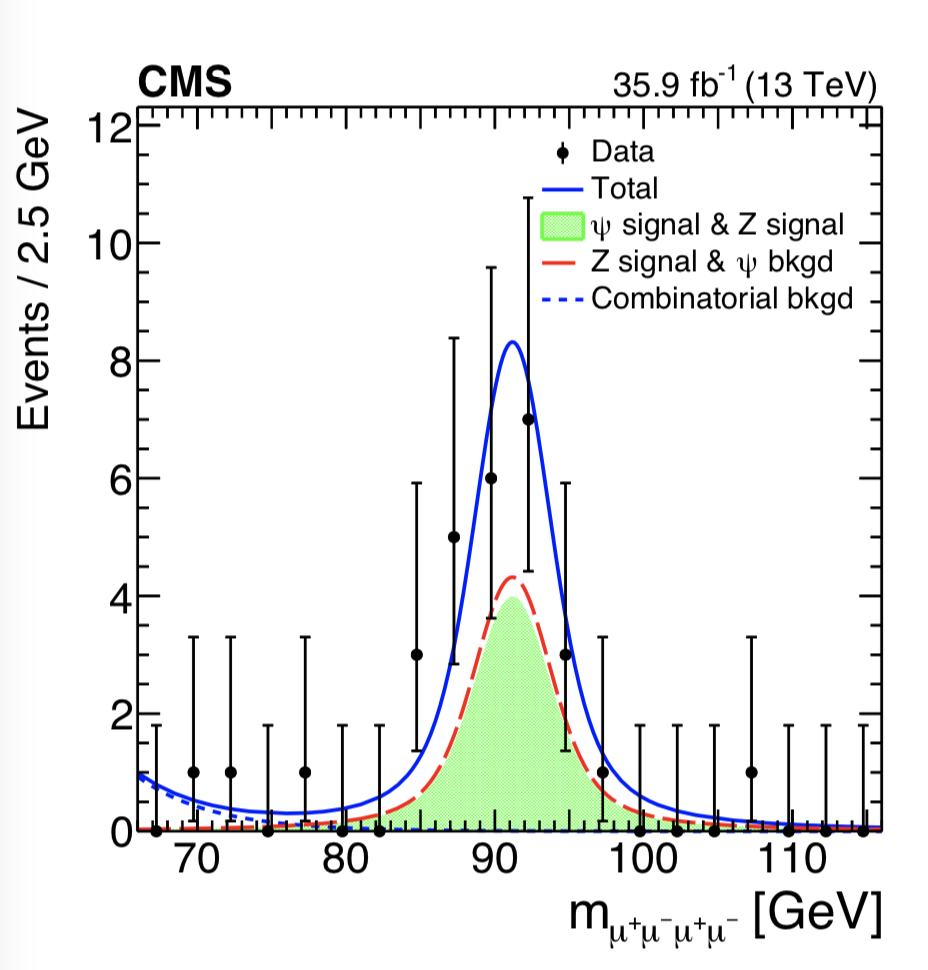 CMS
35.9 fb⁻¹ (13 TeV)
Events / 2.5 GeV
12
10
8
6
4
2
0
Data
Total
ψ signal & Z signal
Z signal & ψ bkgd
Combinatorial bkgd
70 80 90 100 110
m_μ⁺μ⁻μ⁺μ⁻ [GeV]